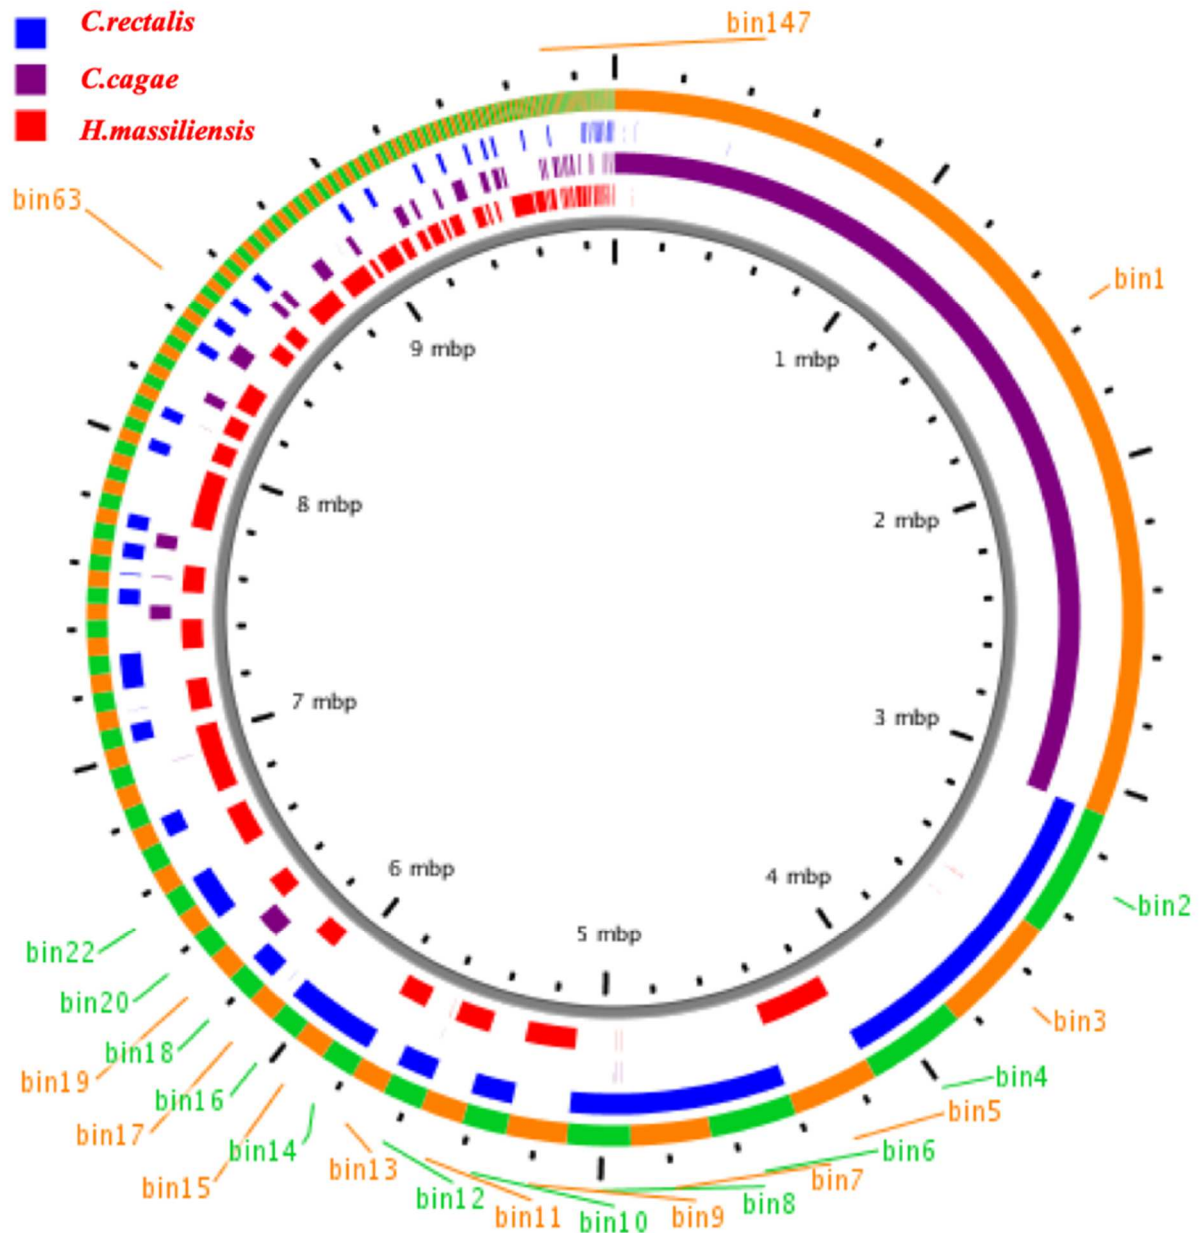 C.rectalis
C.cagae
H.massiliensis
bin147
bin63
bin1
9 mbp
1 mbp
8 mbp
2 mbp
7 mbp
3 mbp
6 mbp
4 mbp
5 mbp
bin2
bin22
bin20
bin3
bin18
bin19
bin4
bin16
bin5
bin17
bin14
bin6
bin13
bin7
bin15
bin12
bin8
bin11
bin9
bin10